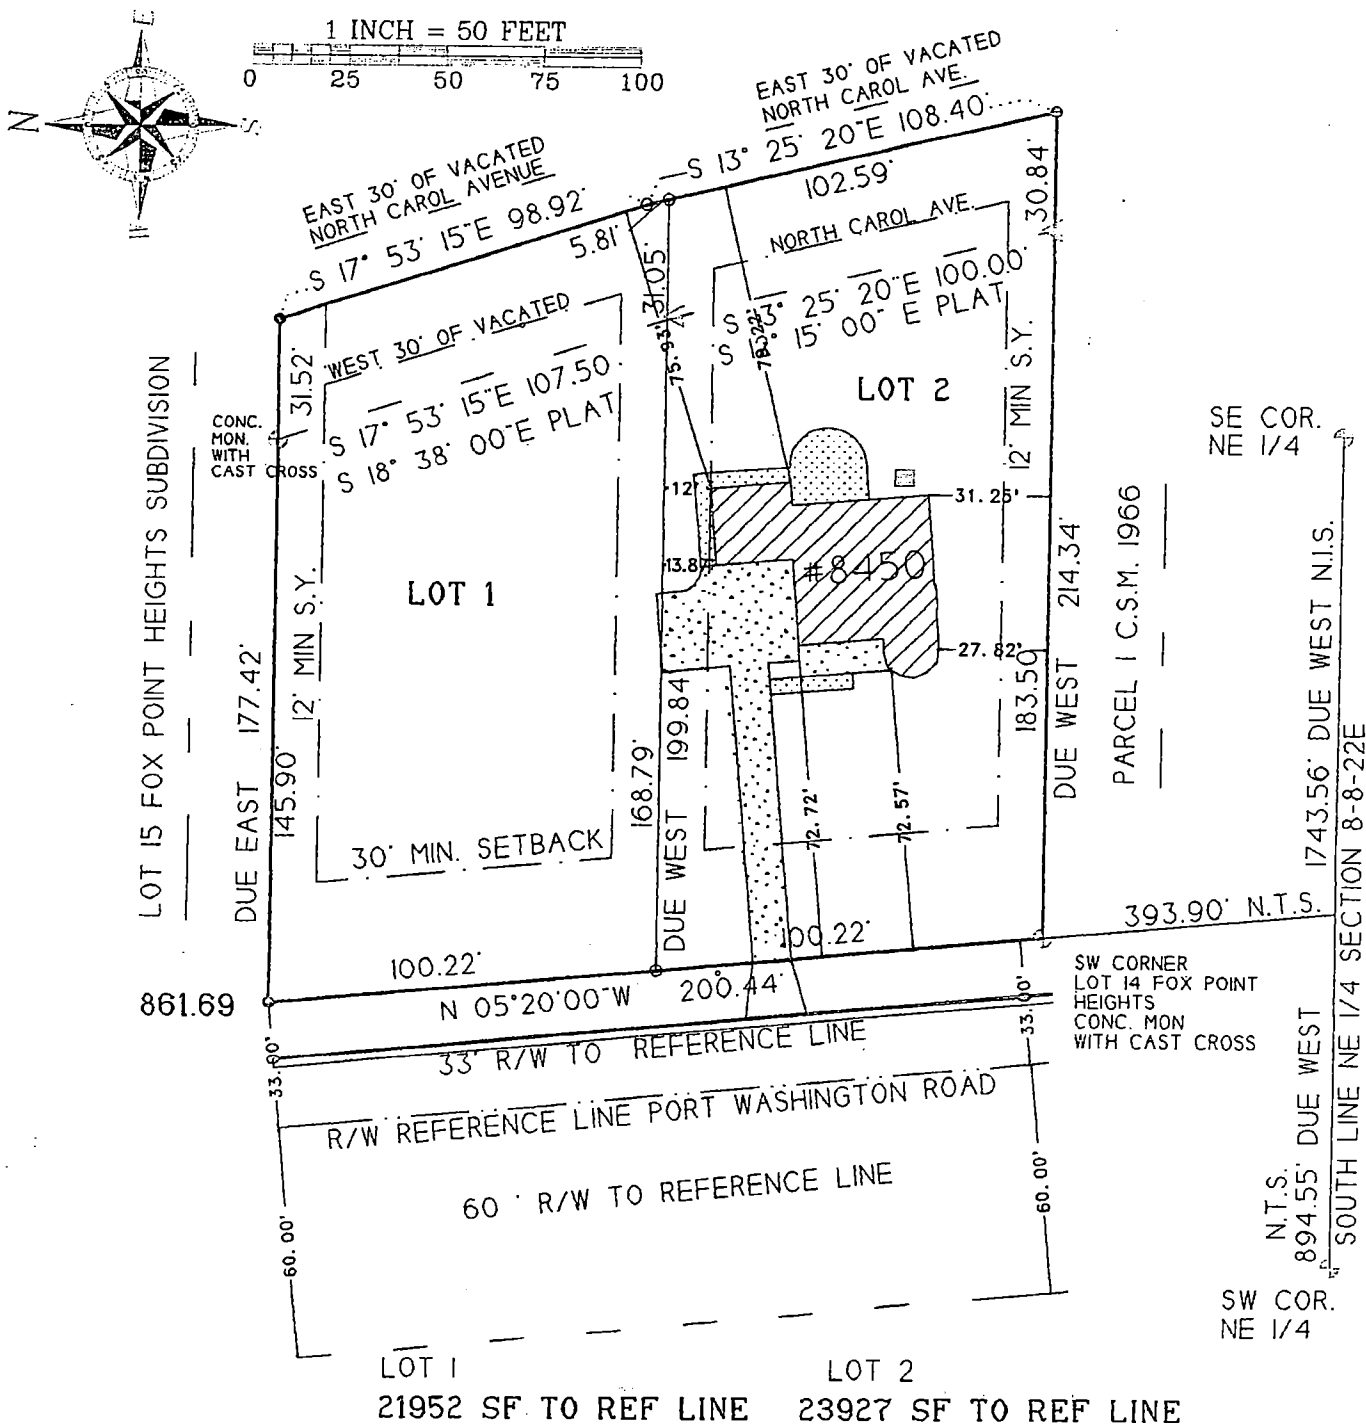 1 INCH = 50 FEET
0 25 50 75 100
E
N
S
EAST 30' OF VACATED
NORTH CAROL AVE.
S 13° 25' 20"E 108.40'
102.59'
EAST 30' OF VACATED
NORTH CAROL AVENUE
S 17° 53' 15"E 98.92'
5.81'
31.05'
30.84'
NORTH CAROL AVE.
25' 20"E 100.00'
15' 00" E PLAT
WEST 30' OF VACATED
S 17° 53' 15"E 107.50'
S 18° 38' 00"E PLAT
31.52'
CONC.
MON.
WITH
CAST CROSS
75.93'
LOT 2
12' MIN S.Y.
LOT 15 FOX POINT HEIGHTS SUBDIVISION
SE COR.
NE 1/4
12'
31.25'
13.8'
#8450
LOT 1
12' MIN S.Y.
DUE EAST 177.42'
145.90'
27.82'
183.50'
DUE WEST 214.34'
PARCEL 1 C.S.M. 1966
168.79'
DUE WEST 199.84'
72.72'
72.57'
30' MIN. SETBACK
1743.56' DUE WEST N.I.S.
393.90' N.T.S.
100.22'
100.22'
861.69
N 05°20'00"W 200.44'
SW CORNER
LOT 14 FOX POINT
HEIGHTS
CONC. MON
WITH CAST CROSS
33.00'
33.00'
33' R/W TO REFERENCE LINE
R/W REFERENCE LINE PORT WASHINGTON ROAD
60' R/W TO REFERENCE LINE
60.00'
60.00'
N.T.S.
894.55' DUE WEST
SOUTH LINE NE 1/4 SECTION 8-8-22E
SW COR.
NE 1/4
LOT 1
21952 SF TO REF LINE
LOT 2
23927 SF TO REF LINE